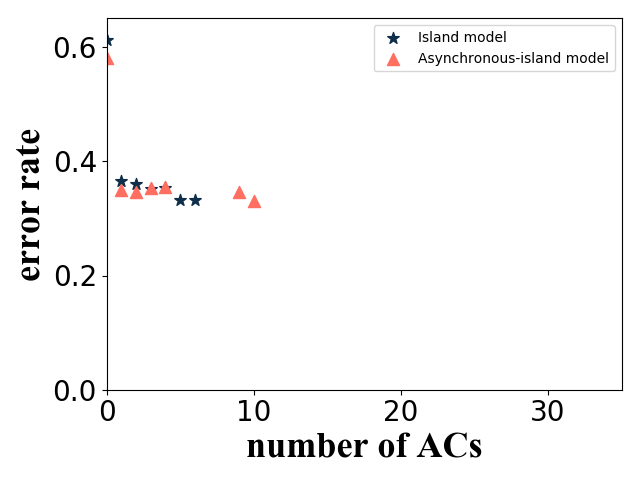 Island model
Asynchronous-island model
error rate
0.6
0.4
0.2
0.0
0 10 20 30
number of ACs